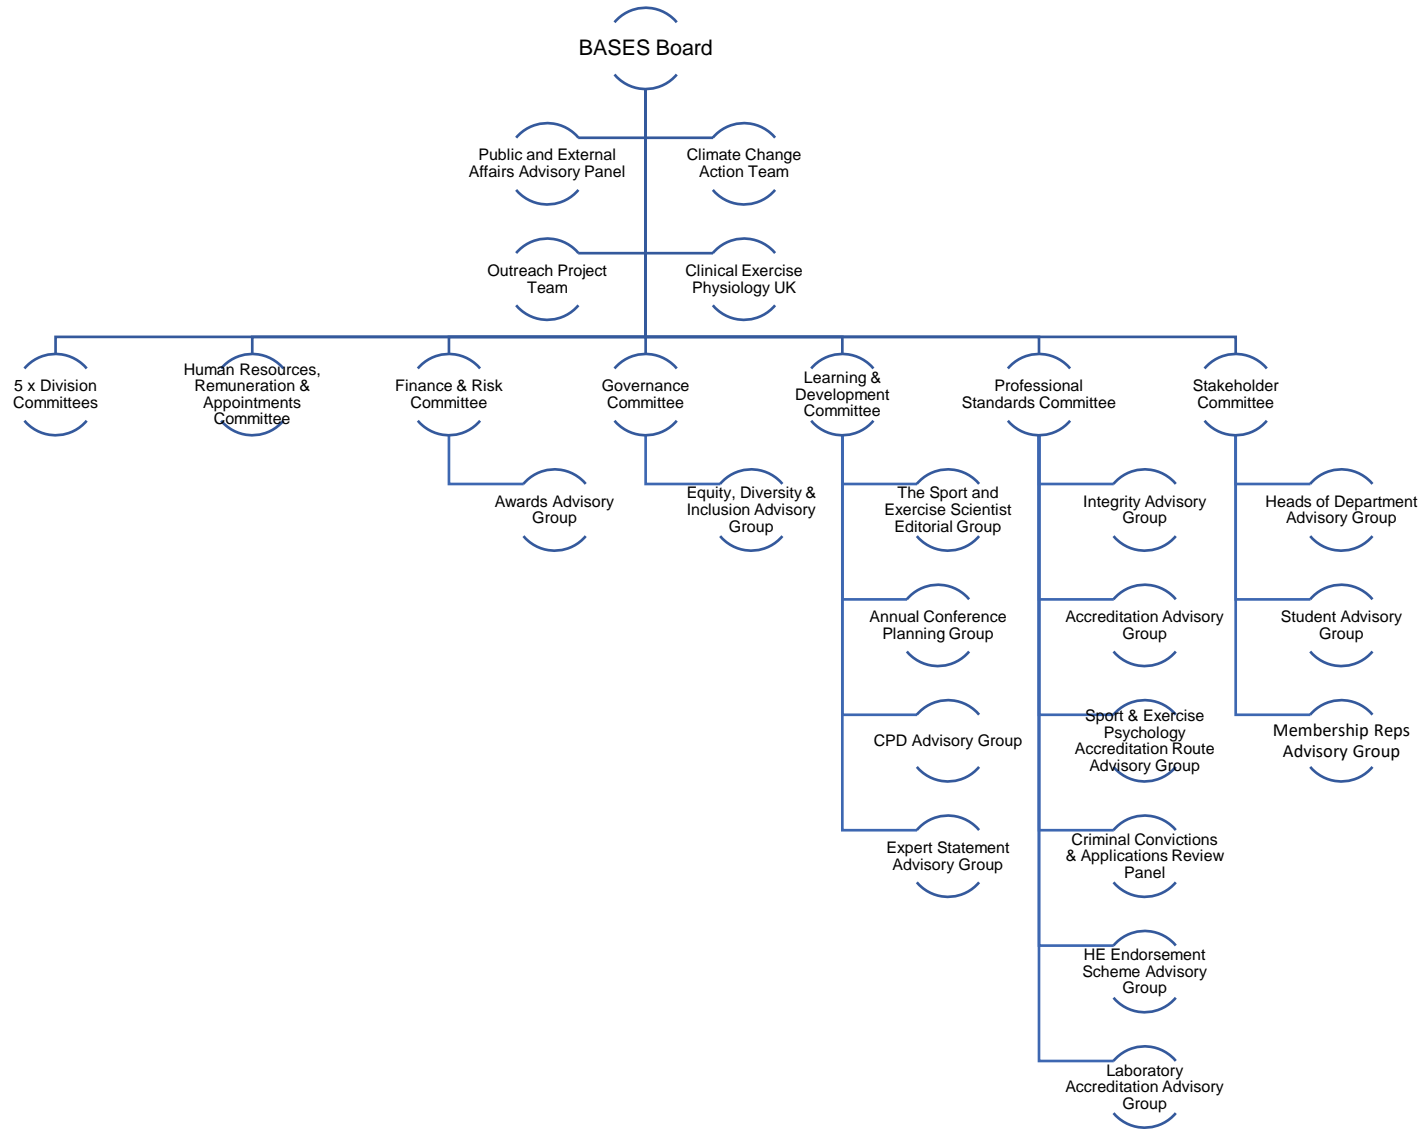 BASES Board
Public and External
Affairs Advisory Panel
Climate Change
Action Team
Outreach Project
Team
Clinical Exercise
Physiology UK
5 x Division
Committees
Human Resources,
Remuneration &
Appointments
Committee
Finance & Risk
Committee
Governance
Committee
Learning &
Development
Committee
Professional
Standards Committee
Stakeholder
Committee
Awards Advisory
Group
Equity, Diversity &
Inclusion Advisory
Group
The Sport and
Exercise Scientist
Editorial Group
Integrity Advisory
Group
Heads of Department
Advisory Group
Annual Conference
Planning Group
Accreditation Advisory
Group
Student Advisory
Group
CPD Advisory Group
Sport & Exercise
Psychology
Accreditation Route
Advisory Group
Membership Reps
Advisory Group
Expert Statement
Advisory Group
Criminal Convictions
& Applications Review
Panel
HE Endorsement
Scheme Advisory
Group
Laboratory
Accreditation Advisory
Group